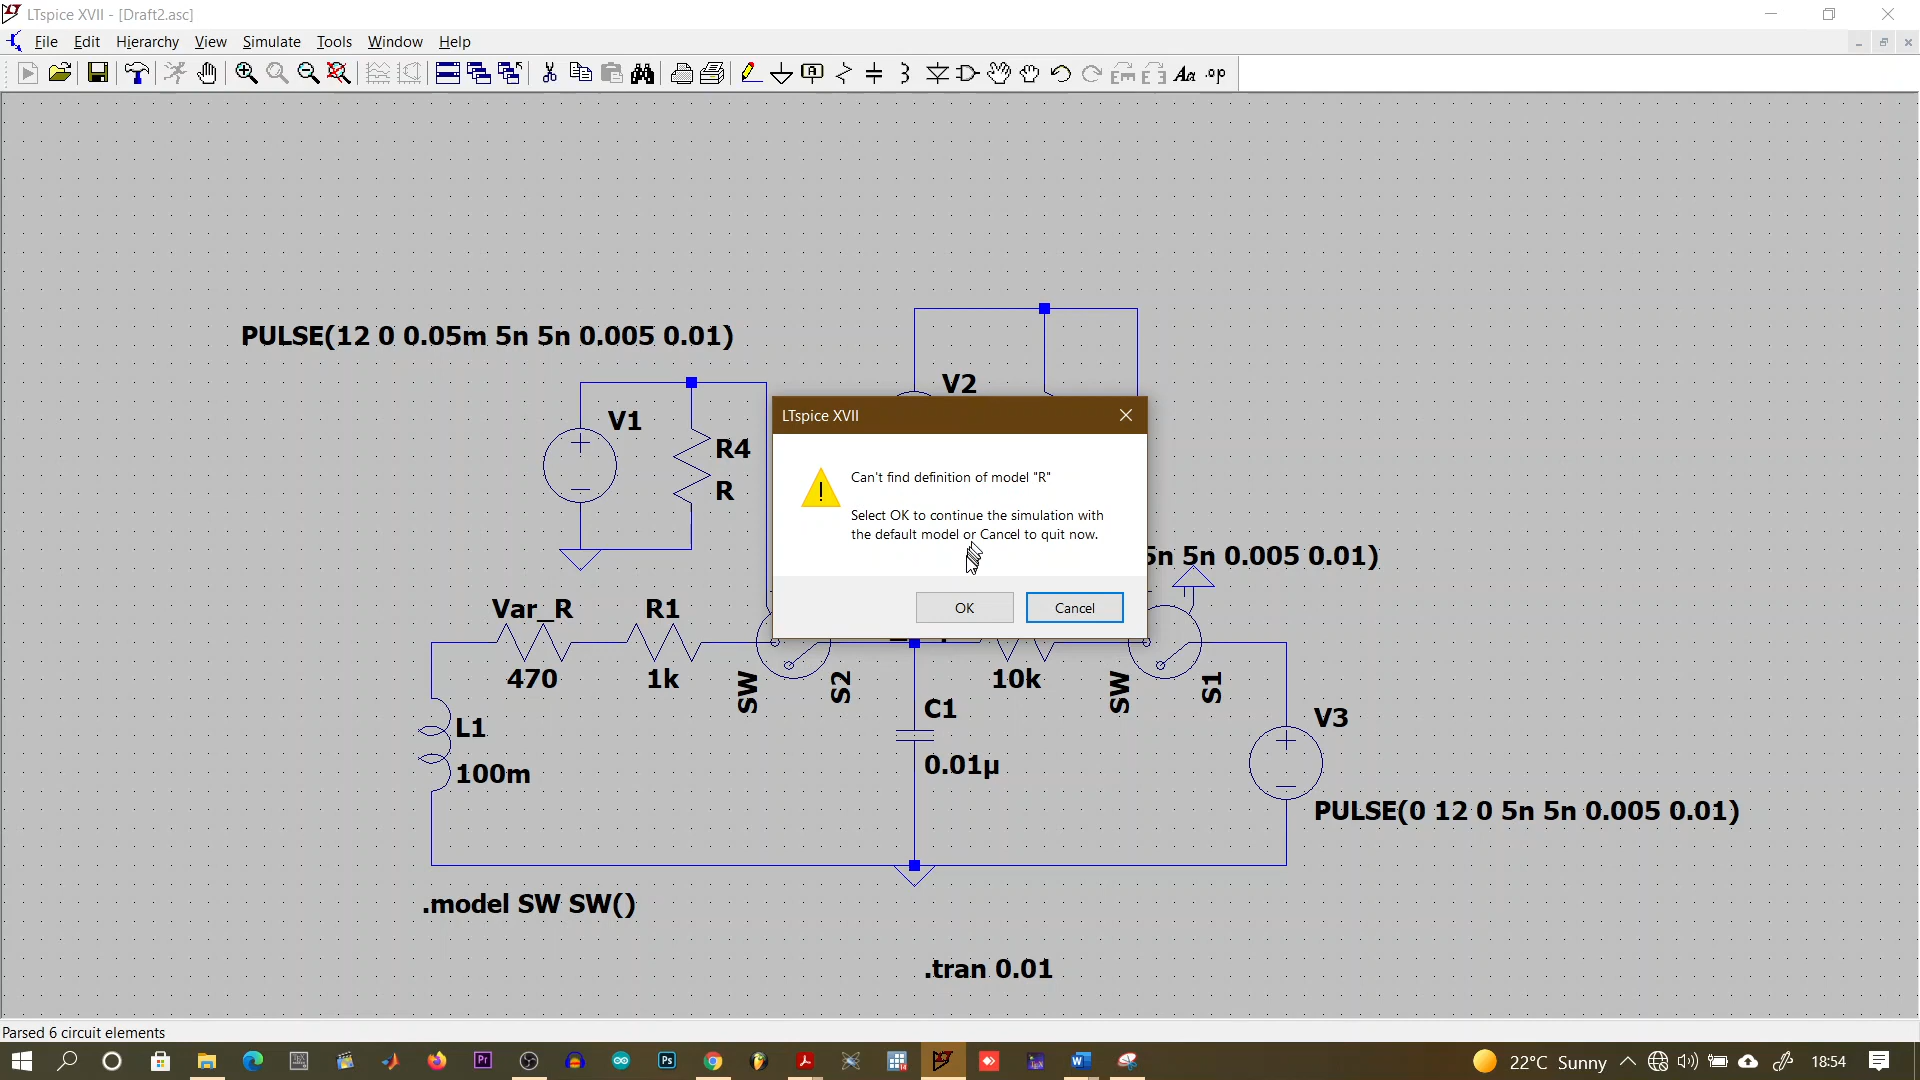 LTspice XVII - [Draft2.asc]
File Edit Hierarchy View Simulate Tools Window Help
.op
PULSE(12 0 0.05m 5n 5n 0.005 0.01)
V2
V1
R4
R
LTspice XVII
Can't find definition of model "R"
Select OK to continue the simulation with
the default model or Cancel to quit now.
OK Cancel
5n 5n 0.005 0.01)
Var_R R1
470 1k
SW S2
10k
SW S1
L1
100m
C1
0.01µ
V3
PULSE(0 12 0 5n 5n 0.005 0.01)
.model SW SW()
.tran 0.01
Parsed 6 circuit elements
22°C Sunny 18:54